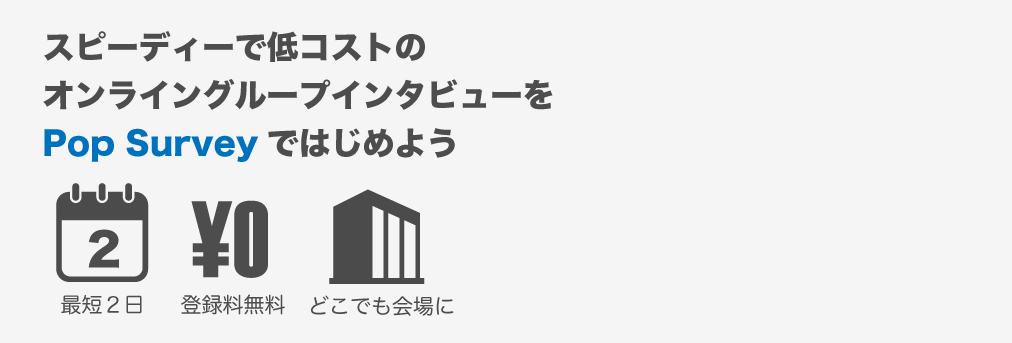 スピーディーで低コストの
オンライングループインタビューを
Pop Survey ではじめよう
2
¥0
最短２日
登録料無料
どこでも会場に